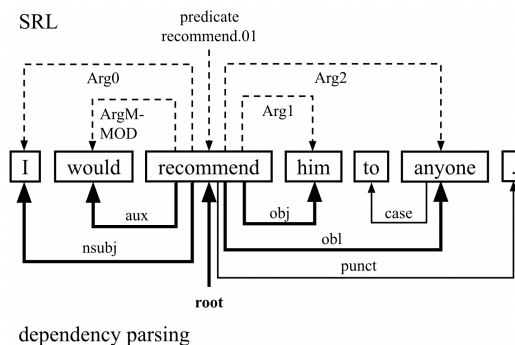 SRL
predicate
recommend.01
Arg0
Arg2
ArgM-
MOD
Arg1
I would recommend him to anyone .
aux
obj
case
nsubj
obl
punct
root
dependency parsing